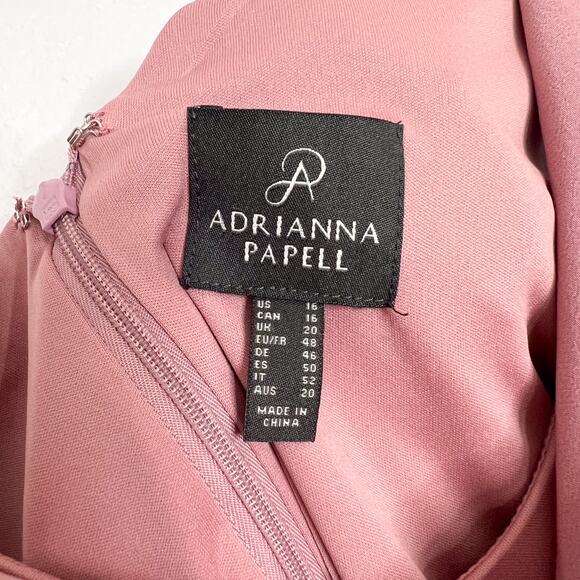 ADRIANNA
PAPELL
US 16
CAN 16
UK 20
EU/FR 48
DE 46
ES 50
IT 52
AUS 20
MADE IN
CHINA